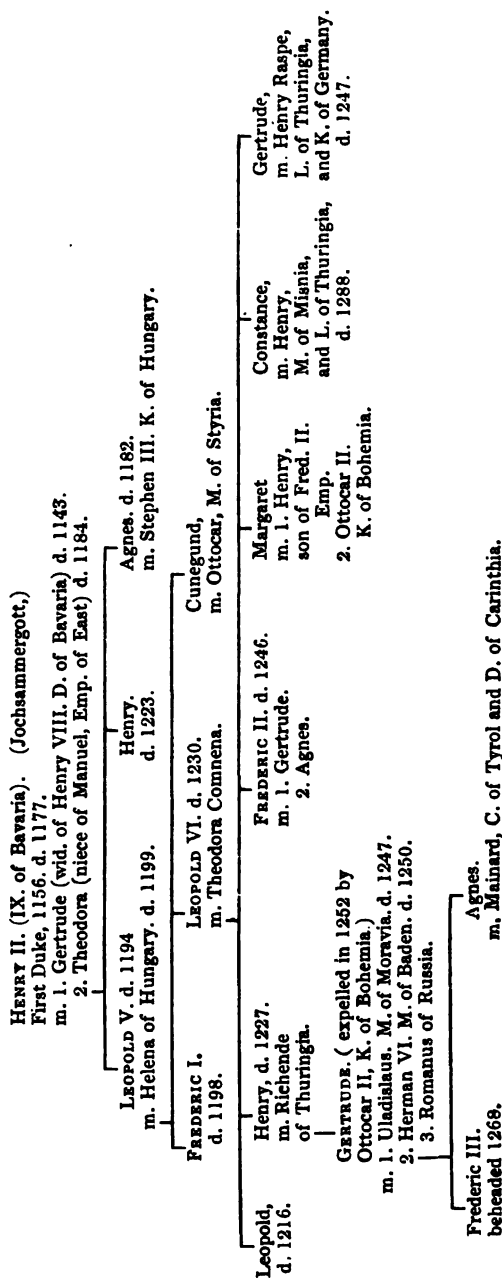 HENRY II. (IX. of Bavaria). (Jochsammergott,)
First Duke, 1156. d. 1177.
m. 1. Gertrude (wid. of Henry VIII. D. of Bavaria) d. 1143.
2. Theodora (niece of Manuel, Emp. of East) d. 1184.
LEOPOLD V. d. 1194
m. Helena of Hungary. d. 1199.
Henry.
d. 1223.
Agnes. d. 1182.
m. Stephen III. K. of Hungary.
FREDERIC I.
d. 1198.
LEOPOLD VI. d. 1230.
m. Theodora Comnena.
Cunegund,
m. Ottocar, M. of Styria.
Leopold,
d. 1216.
Henry, d. 1227.
m. Richende
of Thuringia.
FREDERIC II. d. 1246.
m. 1. Gertrude.
2. Agnes.
Margaret
m. 1. Henry,
son of Fred. II.
Emp.
2. Ottocar II.
K. of Bohemia.
Constance,
m. Henry,
M. of Misnia,
and L. of Thuringia,
d. 1288.
Gertrude,
m. Henry Raspe,
L. of Thuringia,
and K. of Germany.
d. 1247.
GERTRUDE. ( expelled in 1252 by
Ottocar II, K. of Bohemia.)
m. 1. Uladislaus. M. of Moravia. d. 1247.
2. Herman VI. M. of Baden. d. 1250.
3. Romanus of Russia.
Frederic III.
beheaded 1268.
Agnes.
m. Mainard, C. of Tyrol and D. of Carinthia.